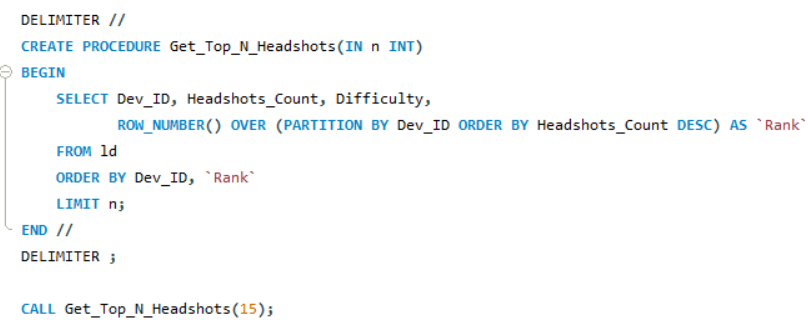 DELIMITER //
CREATE PROCEDURE Get_Top_N_Headshots(IN n INT)
BEGIN
    SELECT Dev_ID, Headshots_Count, Difficulty,
           ROW_NUMBER() OVER (PARTITION BY Dev_ID ORDER BY Headshots_Count DESC) AS `Rank`
    FROM ld
    ORDER BY Dev_ID, `Rank`
    LIMIT n;
END //
DELIMITER ;

CALL Get_Top_N_Headshots(15);